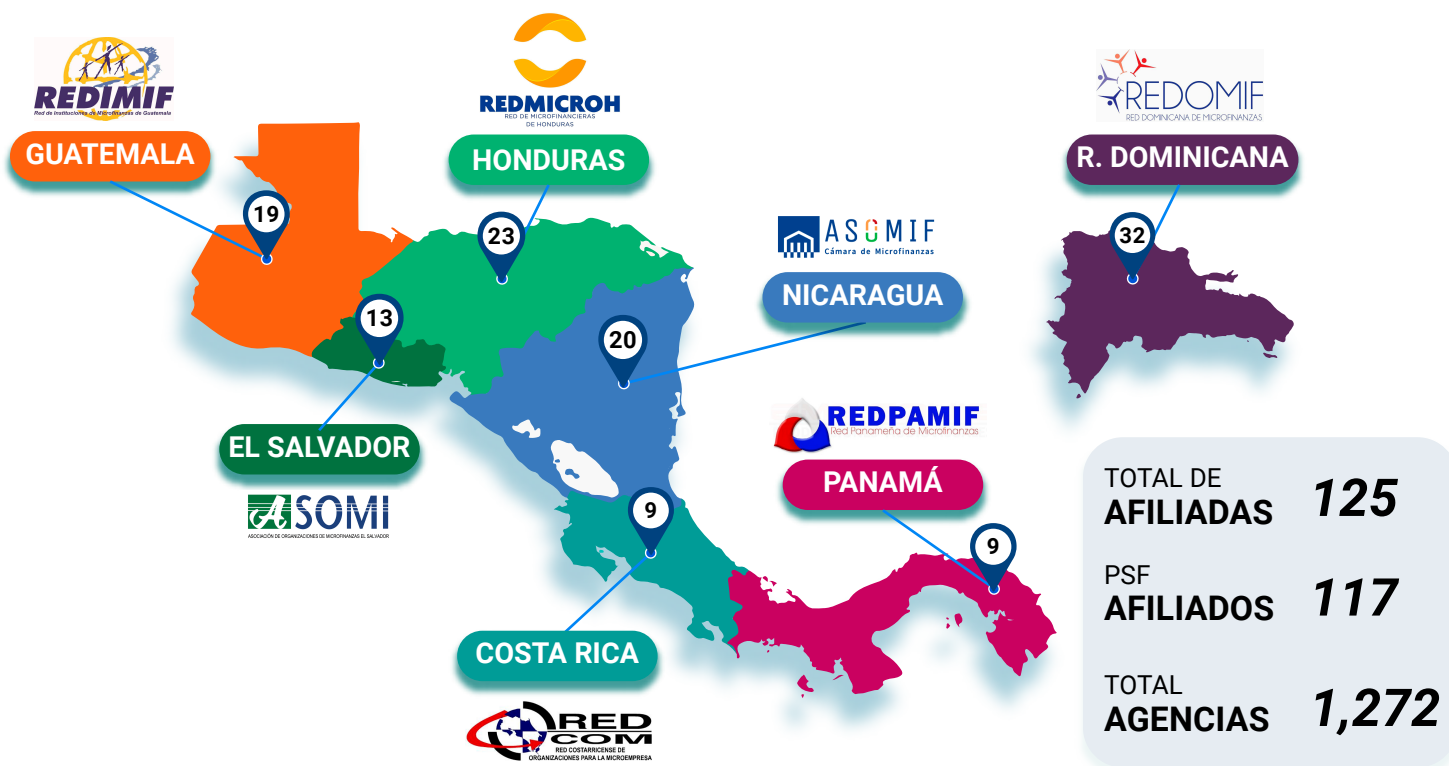 REDIMIF
Red de Instituciones de Microfinanzas de Guatemala
GUATEMALA
19
REDMICROH
RED DE MICROFINANCIERAS
DE HONDURAS
HONDURAS
23
REDOMIF
RED DOMINICANA DE MICROFINANZAS
R. DOMINICANA
32
ASOMIF
Cámara de Microfinanzas
NICARAGUA
20
13
EL SALVADOR
ASOMI
ASOCIACIÓN DE ORGANIZACIONES DE MICROFINANZAS EL SALVADOR
REDPAMIF
Red Panameña de Microfinanzas
PANAMÁ
9
9
COSTA RICA
RED
COM
RED COSTARRICENSE DE
ORGANIZACIONES PARA LA MICROEMPRESA
TOTAL DE
AFILIADAS 125
PSF
AFILIADOS 117
TOTAL
AGENCIAS 1,272